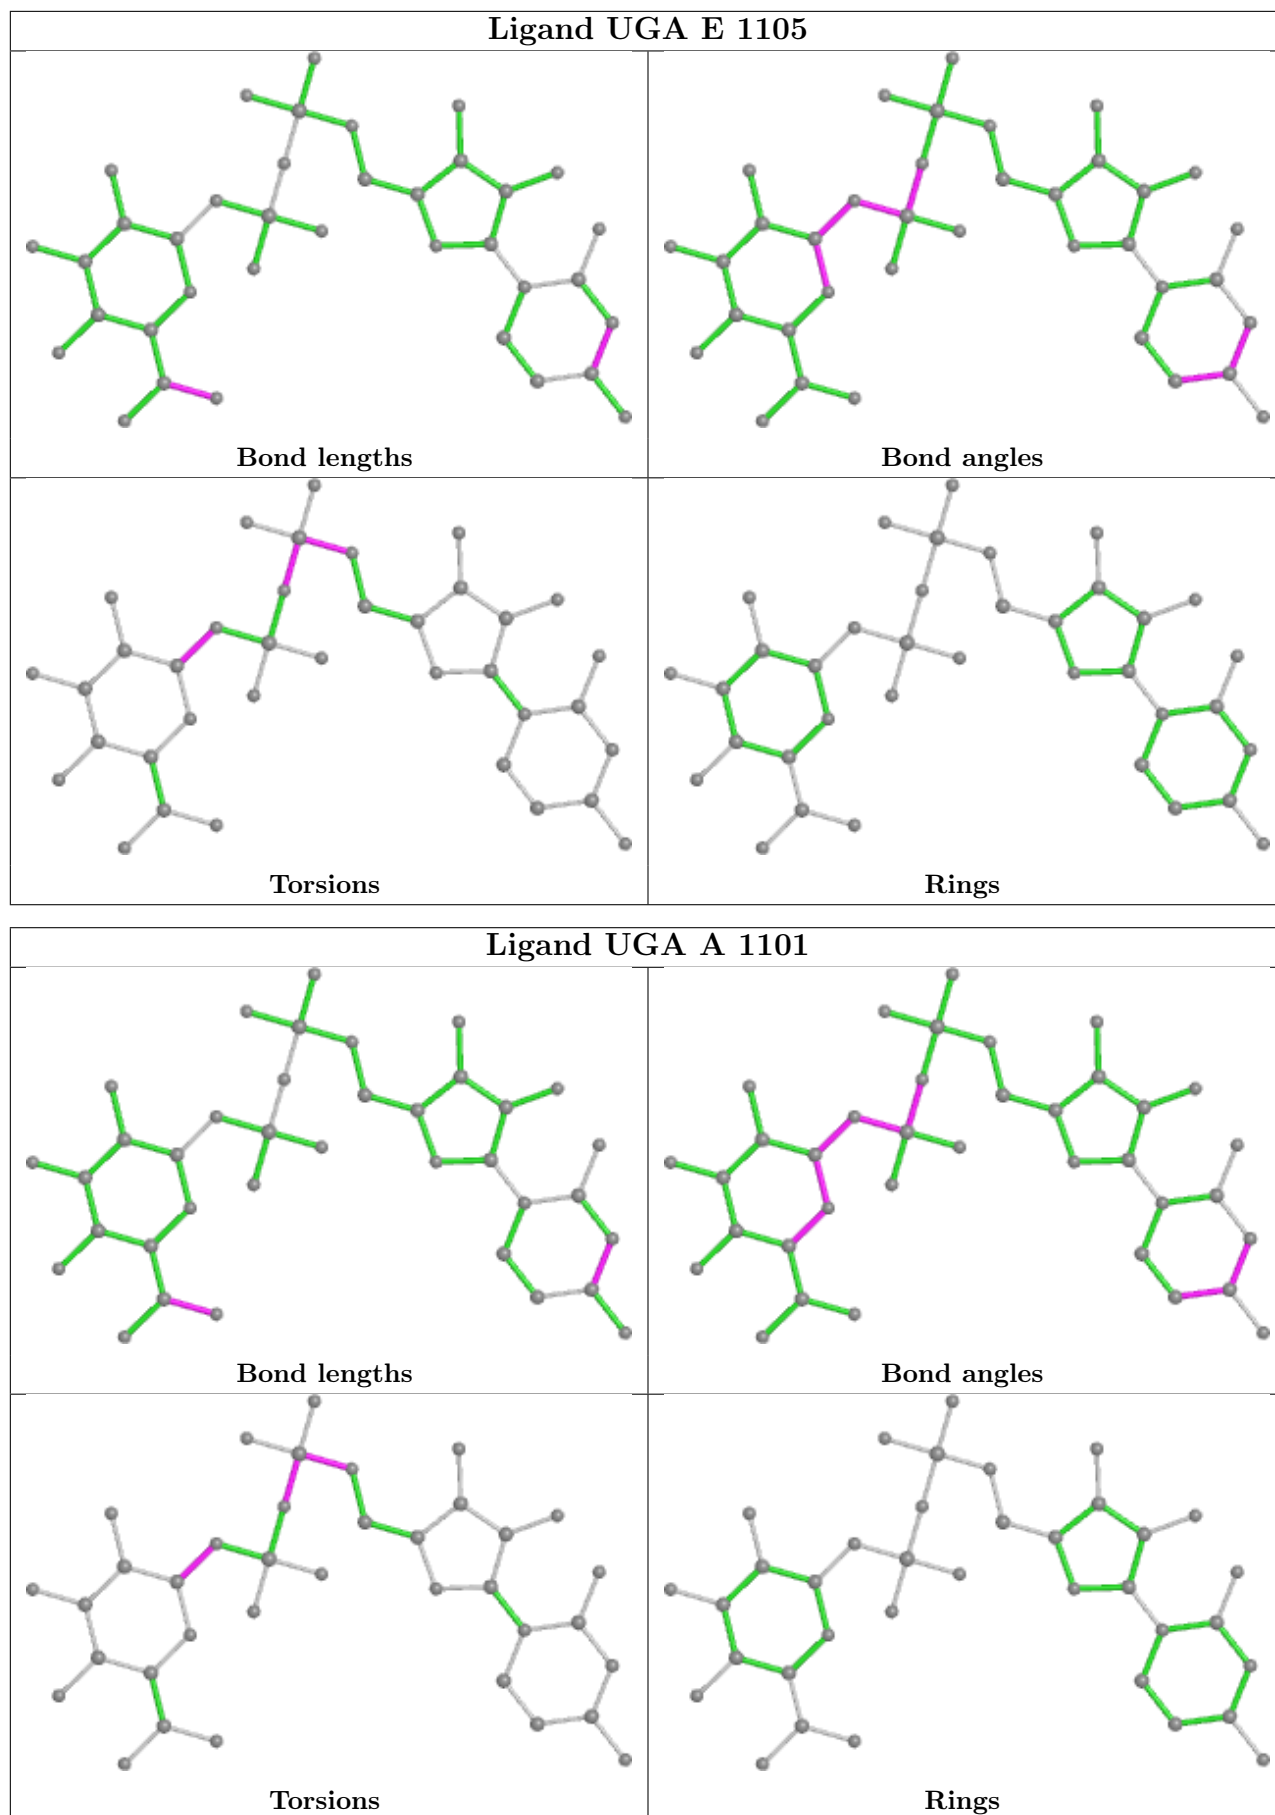 Ligand UGA E 1105
Bond lengths
Bond angles
Torsions
Rings
Ligand UGA A 1101
Bond lengths
Bond angles
Torsions
Rings